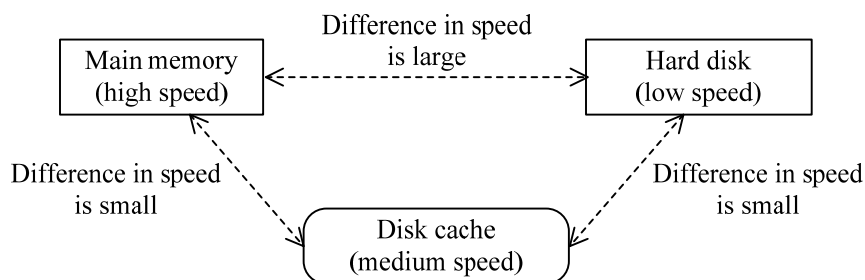 Difference in speed
is large
Main memory
(high speed)
Hard disk
(low speed)
Difference in speed
is small
Difference in speed
is small
Disk cache
(medium speed)